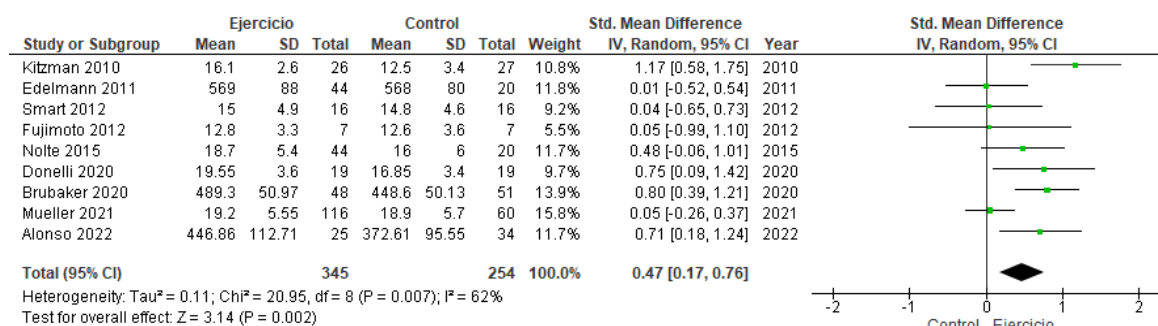 Ejercicio Control Std. Mean Difference Std. Mean Difference
Study or Subgroup Mean SD Total Mean SD Total Weight IV, Random, 95% CI Year IV, Random, 95% CI
Kitzman 2010 16.1 2.6 26 12.5 3.4 27 10.8% 1.17 [0.58, 1.75] 2010
Edelmann 2011 569 88 44 568 80 20 11.8% 0.01 [-0.52, 0.54] 2011
Smart 2012 15 4.9 16 14.8 4.6 16 9.2% 0.04 [-0.65, 0.73] 2012
Fujimoto 2012 12.8 3.3 7 12.6 3.6 7 5.5% 0.05 [-0.99, 1.10] 2012
Nolte 2015 18.7 5.4 44 16 6 20 11.7% 0.48 [-0.06, 1.01] 2015
Donelli 2020 19.55 3.6 19 16.85 3.4 19 9.7% 0.75 [0.09, 1.42] 2020
Brubaker 2020 489.3 50.97 48 448.6 50.13 51 13.9% 0.80 [0.39, 1.21] 2020
Mueller 2021 19.2 5.55 116 18.9 5.7 60 15.8% 0.05 [-0.26, 0.37] 2021
Alonso 2022 446.86 112.71 25 372.61 95.55 34 11.7% 0.71 [0.18, 1.24] 2022
Total (95% CI) 345 254 100.0% 0.47 [0.17, 0.76]
Heterogeneity: Tau² = 0.11; Chi² = 20.95, df = 8 (P = 0.007); I² = 62%
Test for overall effect: Z = 3.14 (P = 0.002)
-2 -1 0 1 2
Control Ejercicio